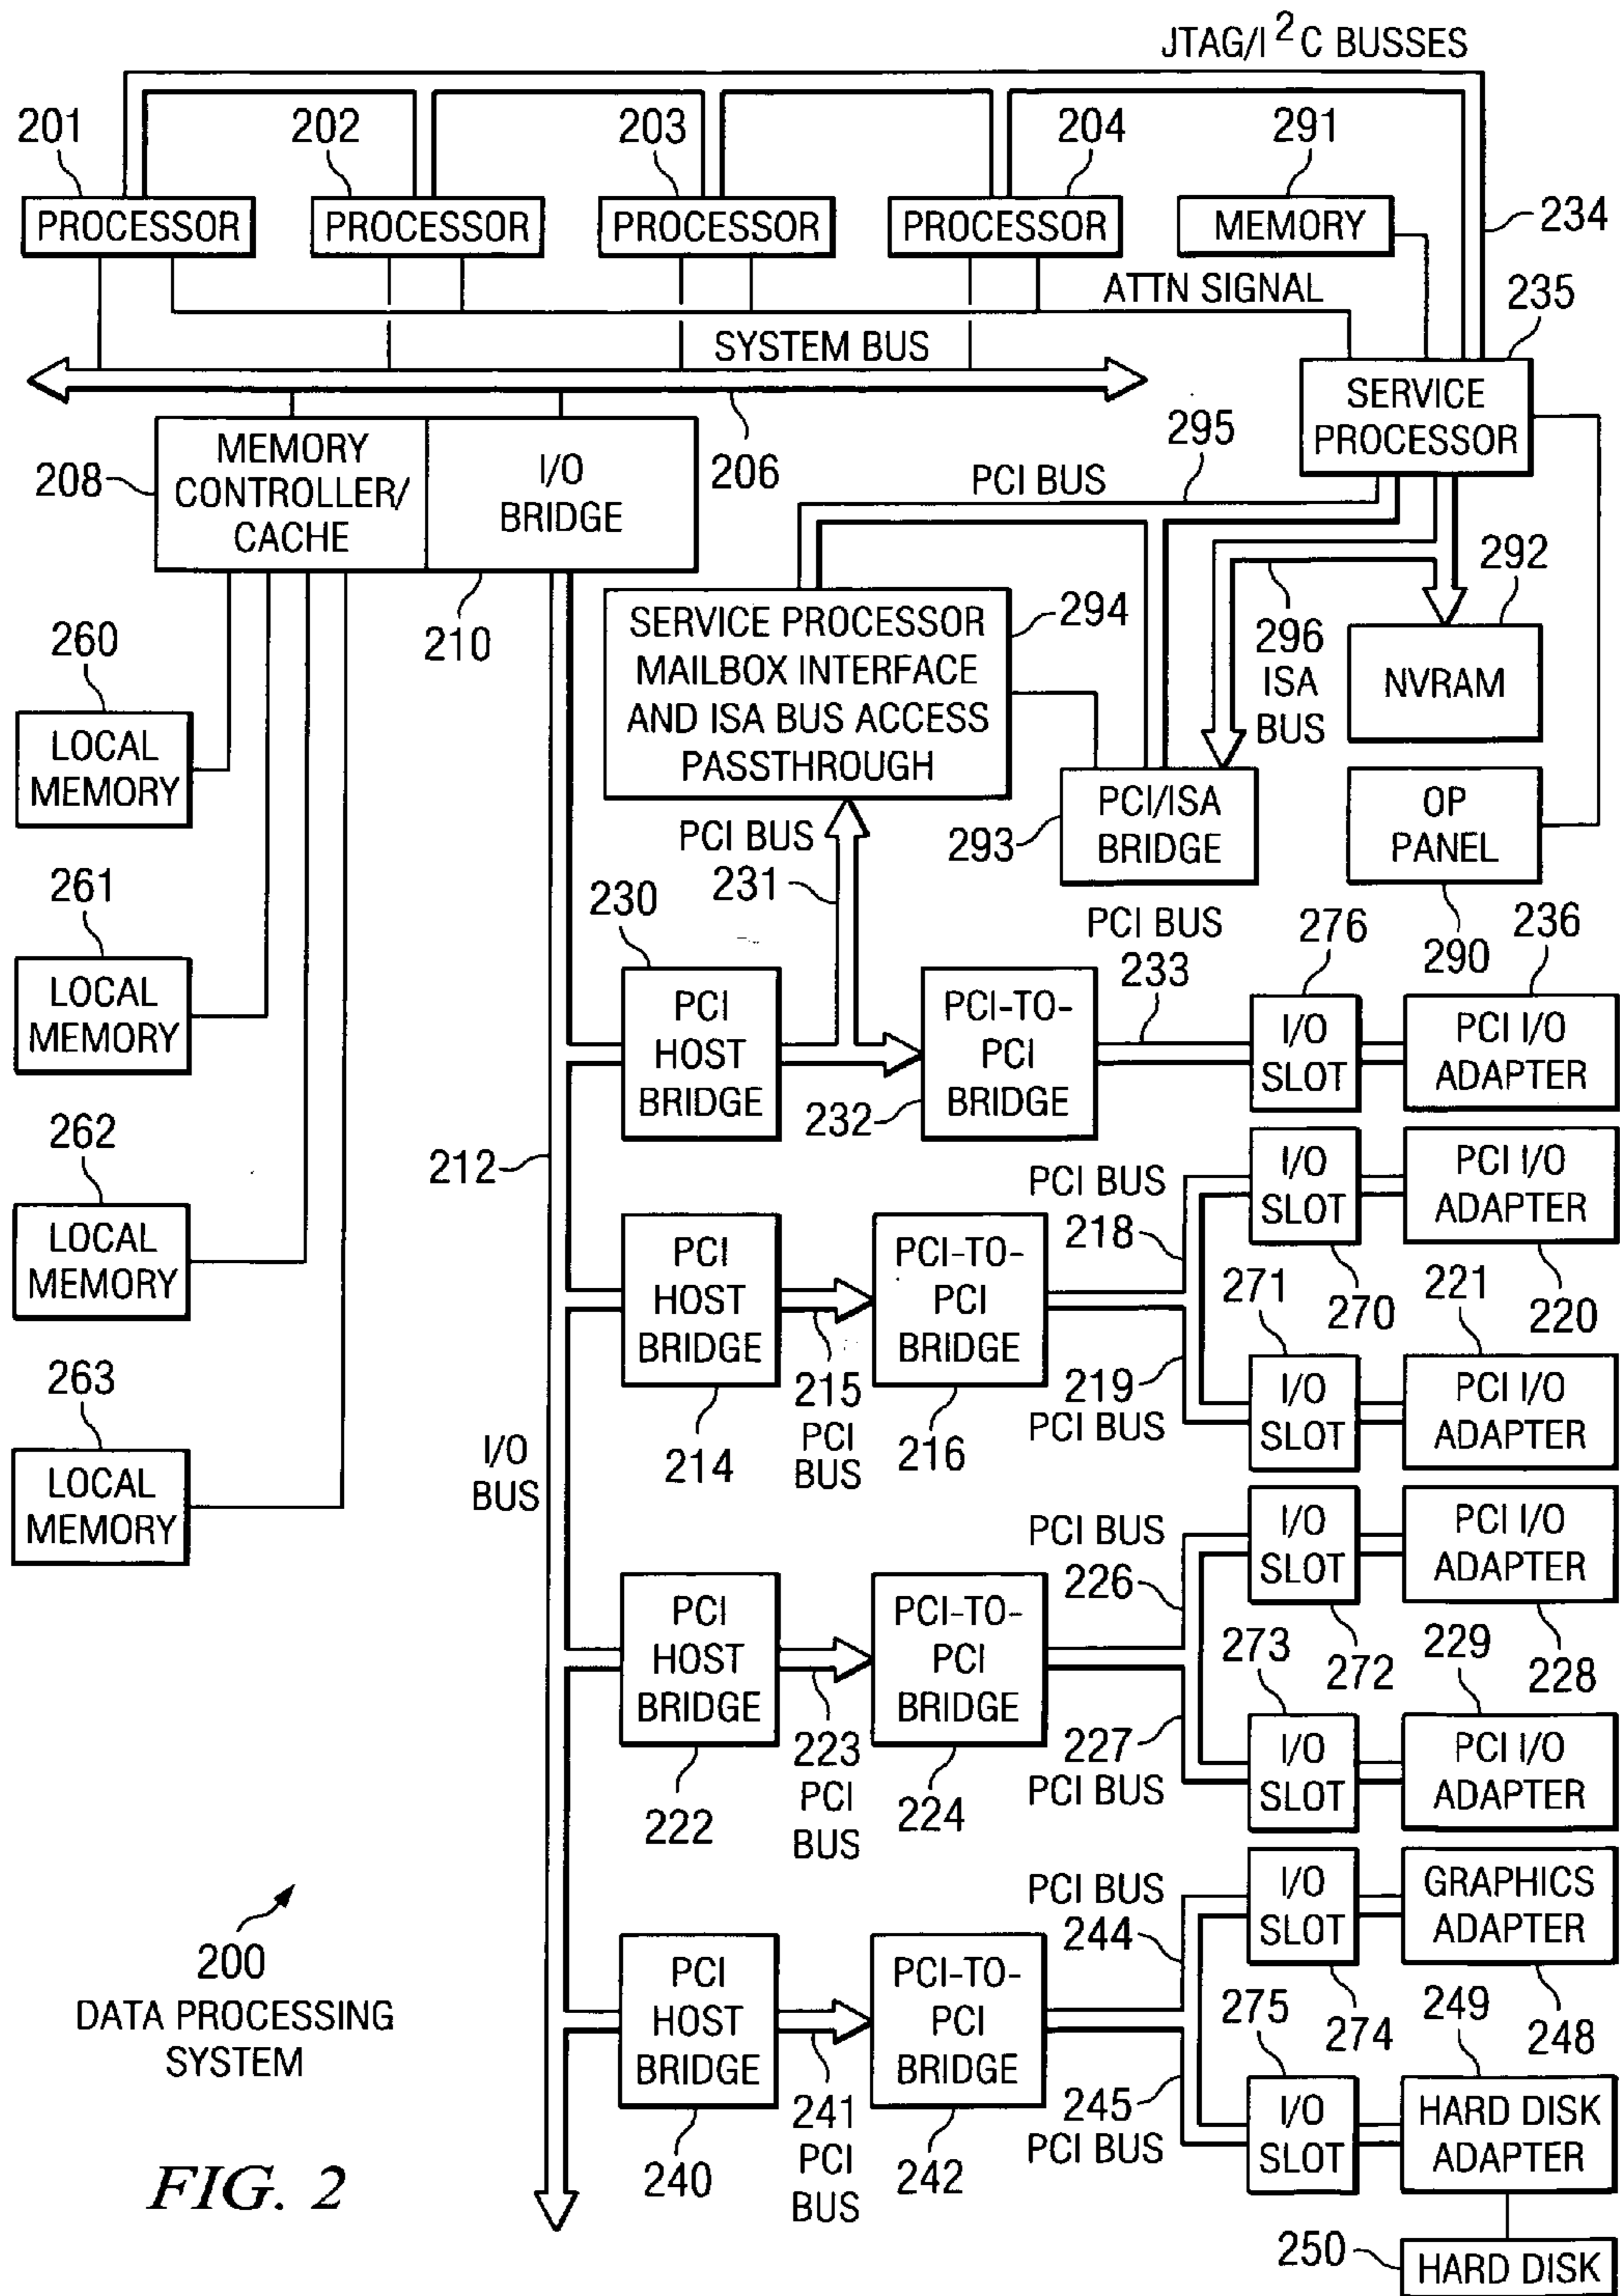 JTAG/I²C BUSSES
201
202
203
204
291
PROCESSOR
PROCESSOR
PROCESSOR
PROCESSOR
MEMORY
234
ATTN SIGNAL
235
SYSTEM BUS
SERVICE
PROCESSOR
208
MEMORY
CONTROLLER/
CACHE
I/O
BRIDGE
206
295
PCI BUS
210
292
SERVICE PROCESSOR
MAILBOX INTERFACE
AND ISA BUS ACCESS
PASSTHROUGH
294
296
ISA
BUS
NVRAM
260
LOCAL
MEMORY
PCI BUS
231
293
PCI/ISA
BRIDGE
OP
PANEL
290
261
LOCAL
MEMORY
230
PCI
HOST
BRIDGE
232
PCI-TO-
PCI
BRIDGE
PCI BUS
233
276
I/O
SLOT
236
PCI I/O
ADAPTER
212
262
LOCAL
MEMORY
PCI
HOST
BRIDGE
214
215
PCI
BUS
PCI-TO-
PCI
BRIDGE
216
PCI BUS
218
I/O
SLOT
270
PCI I/O
ADAPTER
220
219
PCI BUS
271
I/O
SLOT
221
PCI I/O
ADAPTER
263
LOCAL
MEMORY
I/O
BUS
PCI
HOST
BRIDGE
222
223
PCI
BUS
PCI-TO-
PCI
BRIDGE
224
PCI BUS
226
I/O
SLOT
272
PCI I/O
ADAPTER
228
227
PCI BUS
273
I/O
SLOT
229
PCI I/O
ADAPTER
200
DATA PROCESSING
SYSTEM
PCI
HOST
BRIDGE
240
241
PCI
BUS
PCI-TO-
PCI
BRIDGE
242
PCI BUS
244
I/O
SLOT
274
GRAPHICS
ADAPTER
248
245
PCI BUS
275
I/O
SLOT
249
HARD DISK
ADAPTER
250
HARD DISK
FIG. 2